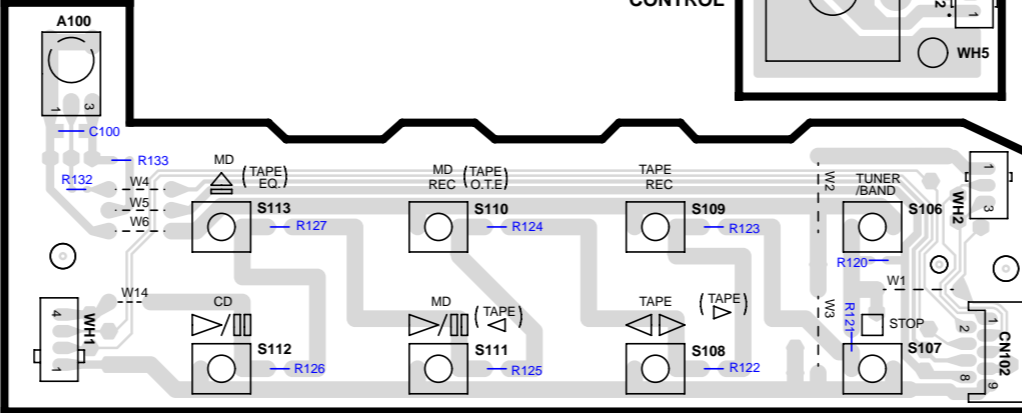 CONTROL
2
1
WH5
A100
1
3
C100
R133
R132
W4
W5
W6
MD
(TAPE EQ.)
MD REC
(TAPE O.T.E)
TAPE REC
W2
TUNER /BAND
1
3
WH2
S113
R127
S110
R124
S109
R123
S106
R120
W1
W14
4
1
WH1
CD
MD
(TAPE)
TAPE
(TAPE)
W3
R121
STOP
1
2
8
9
CN102
S112
R126
S111
R125
S108
R122
S107